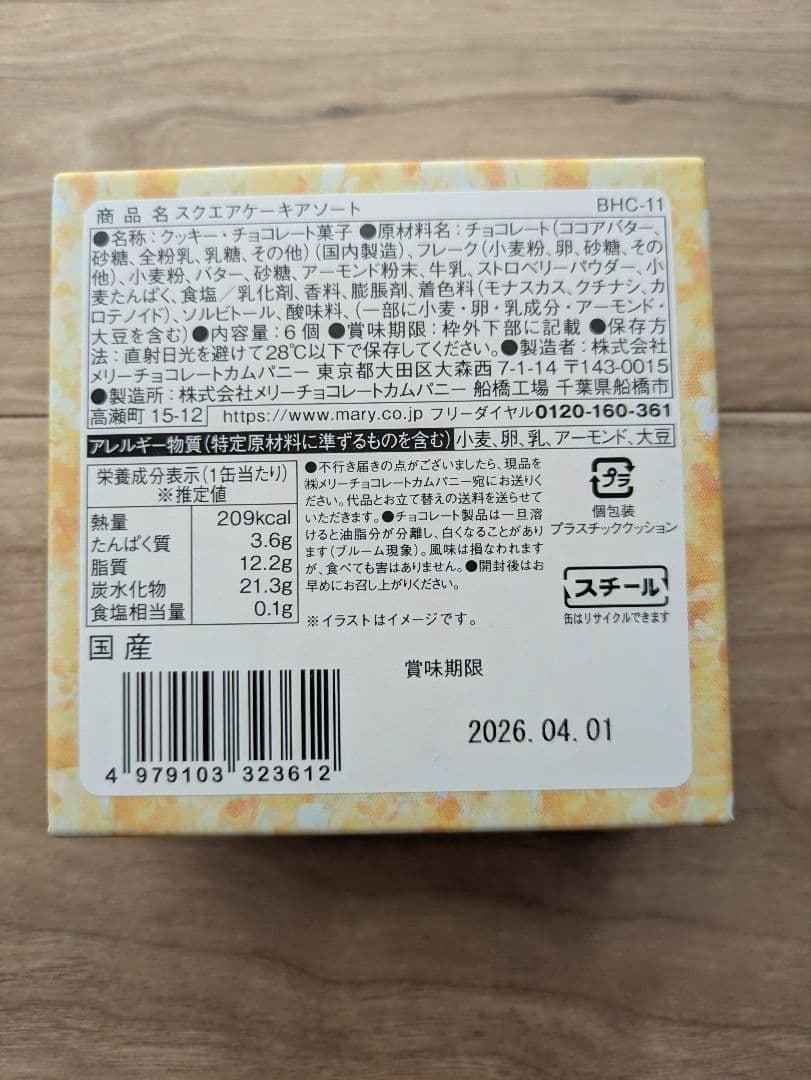 商品名 スクエアケーキアソート BHC-11
●名称:クッキー・チョコレート菓子 ●原材料名:チョコレート(ココアバター、
砂糖、全粉乳、乳糖、その他)(国内製造)、フレーク(小麦粉、卵、砂糖、その
他)、小麦粉、バター、砂糖、アーモンド粉末、牛乳、ストロベリーパウダー、小
麦たんぱく、食塩/乳化剤、香料、膨脹剤、着色料(モナスカス、クチナシ、カ
ロテノイド)、ソルビトール、酸味料、(一部に小麦・卵・乳成分・アーモンド・
大豆を含む)●内容量:6個 ●賞味期限:枠外下部に記載 ●保存方
法:直射日光を避けて28℃以下で保存してください。●製造者:株式会社
メリーチョコレートカムパニー 東京都大田区大森西 7-1-14 〒143-0015
●製造所:株式会社メリーチョコレートカムパニー 船橋工場 千葉県船橋市
高瀬町 15-12 https://www.mary.co.jp フリーダイヤル0120-160-361
アレルギー物質(特定原材料に準ずるものを含む) 小麦、卵、乳、アーモンド、大豆
栄養成分表示(1缶当たり)
※推定値
熱量 209kcal
たんぱく質 3.6g
脂質 12.2g
炭水化物 21.3g
食塩相当量 0.1g
●不行き届きの点がございましたら、現品を
㈱メリーチョコレートカムパニー宛にお送りく
ださい。代品とお立て替えの送料を送らせて
いただきます。●チョコレート製品は一旦溶
けると油脂分が分離し、白くなることがあり
ます(ブルーム現象)。風味は損なわれます
が、食べても害はありません。●開封後はお
早めにお召し上がりください。
※イラストはイメージです。
プラ
個包装
プラスチッククッション
スチール
缶はリサイクルできます
国産
賞味期限
2026.04.01
4 979103 323612